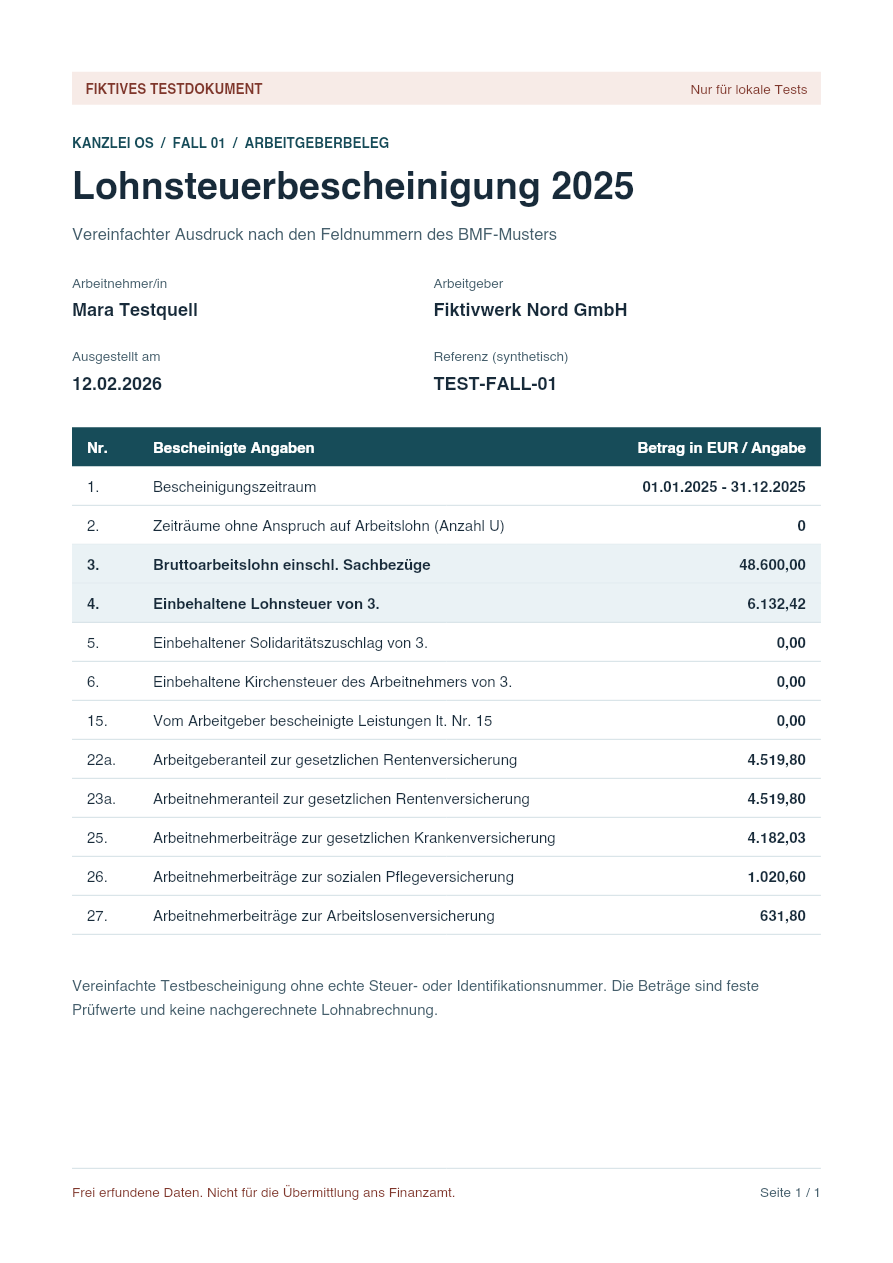 FIKTIVES TESTDOKUMENT Nur für lokale Tests
KANZLEI OS / FALL 01 / ARBEITGEBERBELEG
Lohnsteuerbescheinigung 2025
Vereinfachter Ausdruck nach den Feldnummern des BMF-Musters
Arbeitnehmer/in Arbeitgeber
Mara Testquell Fiktivwerk Nord GmbH
Ausgestellt am Referenz (synthetisch)
12.02.2026 TEST-FALL-01
Nr. Bescheinigte Angaben Betrag in EUR / Angabe
1. Bescheinigungszeitraum 01.01.2025 - 31.12.2025
2. Zeiträume ohne Anspruch auf Arbeitslohn (Anzahl U) 0
3. Bruttoarbeitslohn einschl. Sachbezüge 48.600,00
4. Einbehaltene Lohnsteuer von 3. 6.132,42
5. Einbehaltener Solidaritätszuschlag von 3. 0,00
6. Einbehaltene Kirchensteuer des Arbeitnehmers von 3. 0,00
15. Vom Arbeitgeber bescheinigte Leistungen lt. Nr. 15 0,00
22a. Arbeitgeberanteil zur gesetzlichen Rentenversicherung 4.519,80
23a. Arbeitnehmeranteil zur gesetzlichen Rentenversicherung 4.519,80
25. Arbeitnehmerbeiträge zur gesetzlichen Krankenversicherung 4.182,03
26. Arbeitnehmerbeiträge zur sozialen Pflegeversicherung 1.020,60
27. Arbeitnehmerbeiträge zur Arbeitslosenversicherung 631,80
Vereinfachte Testbescheinigung ohne echte Steuer- oder Identifikationsnummer. Die Beträge sind feste
Prüfwerte und keine nachgerechnete Lohnabrechnung.
Frei erfundene Daten. Nicht für die Übermittlung ans Finanzamt. Seite 1 / 1